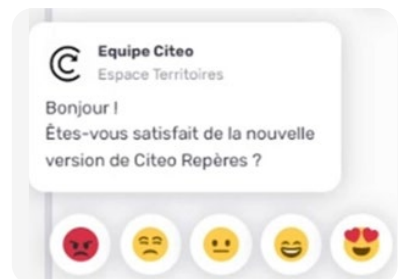 Equipe Citeo
Espace Territoires
Bonjour !
Êtes-vous satisfait de la nouvelle
version de Citeo Repères ?